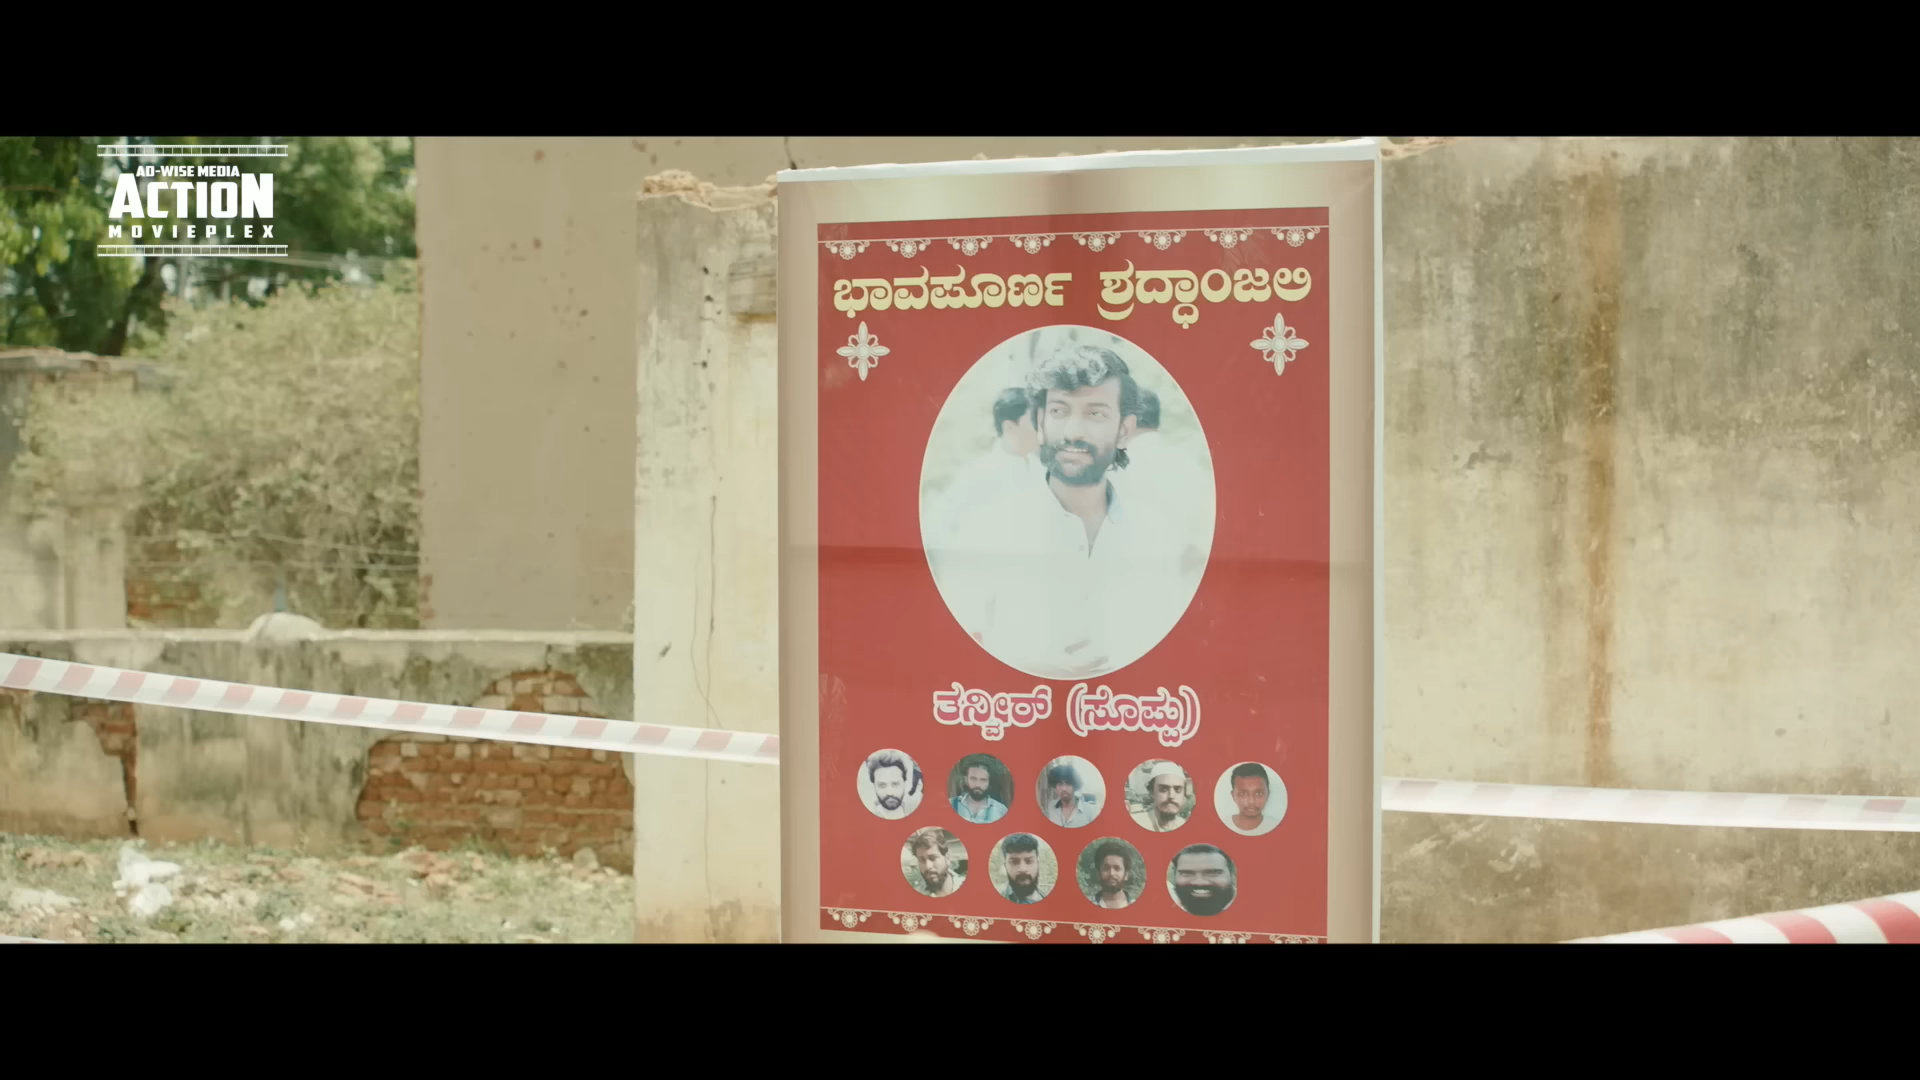 AD-WISE MEDIA
ACTION
MOVIEPLEX
ಭಾವಪೂರ್ಣ ಶ್ರದ್ಧಾಂಜಲಿ
ತನ್ವೀರ್ (ಸೊಪ್ಪು)